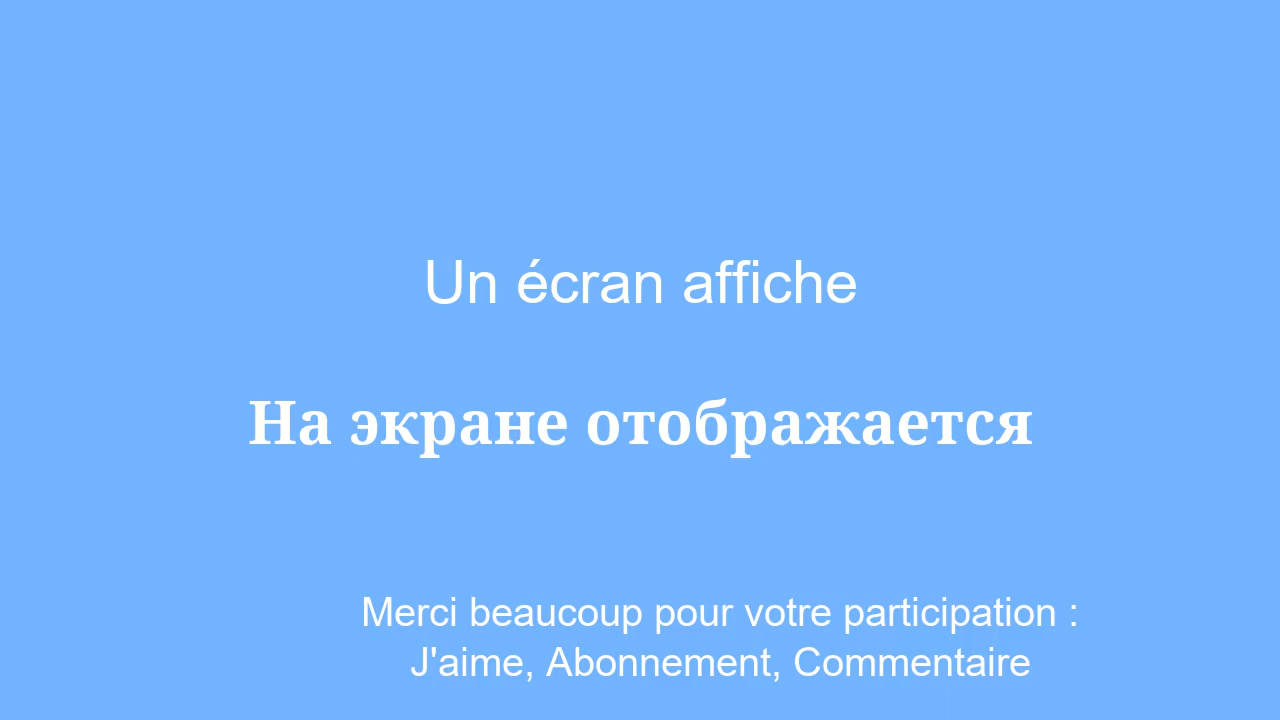 Un écran affiche
На экране отображается
Merci beaucoup pour votre participation :
J'aime, Abonnement, Commentaire